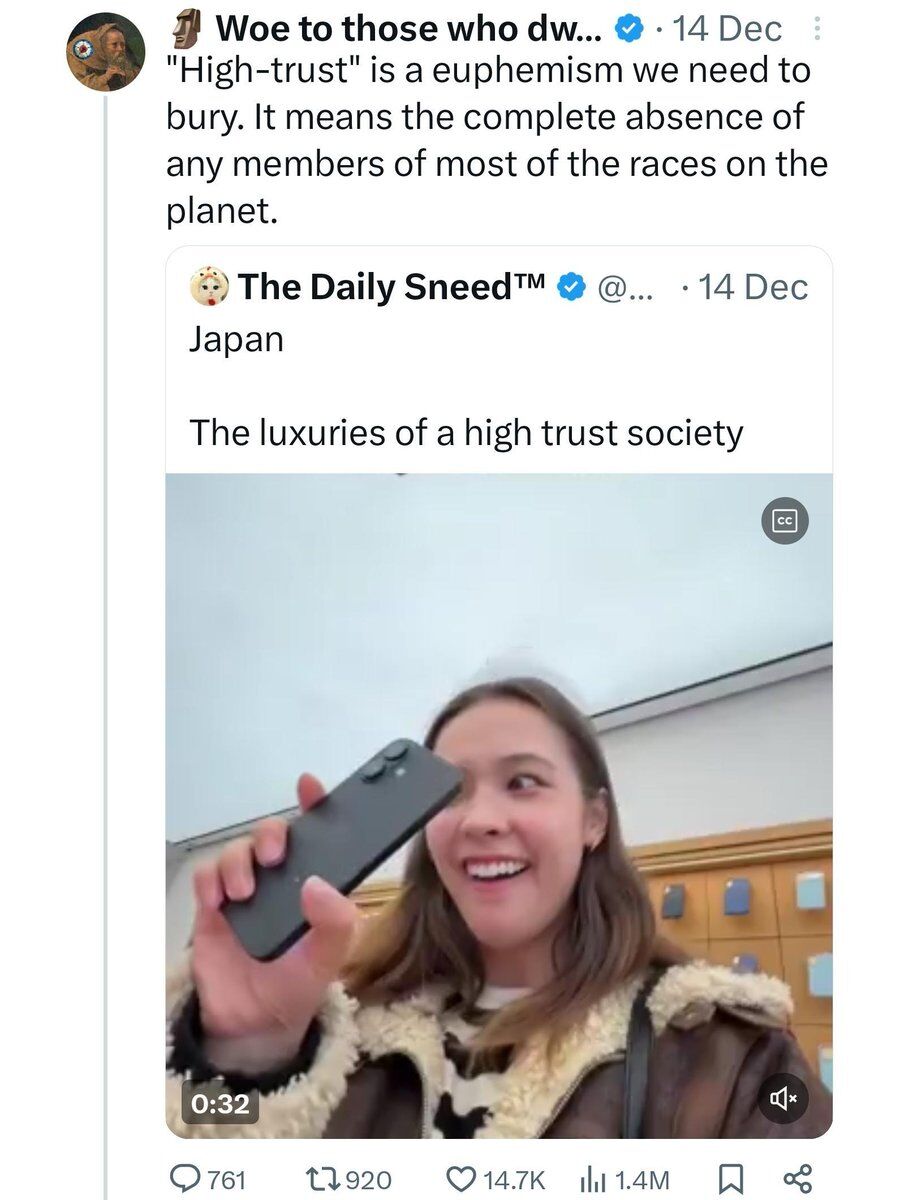 Woe to those who dw... · 14 Dec
"High-trust" is a euphemism we need to
bury. It means the complete absence of
any members of most of the races on the
planet.
The Daily Sneed™ @... · 14 Dec
Japan
The luxuries of a high trust society
CC
0:32
761 920 14.7K 1.4M